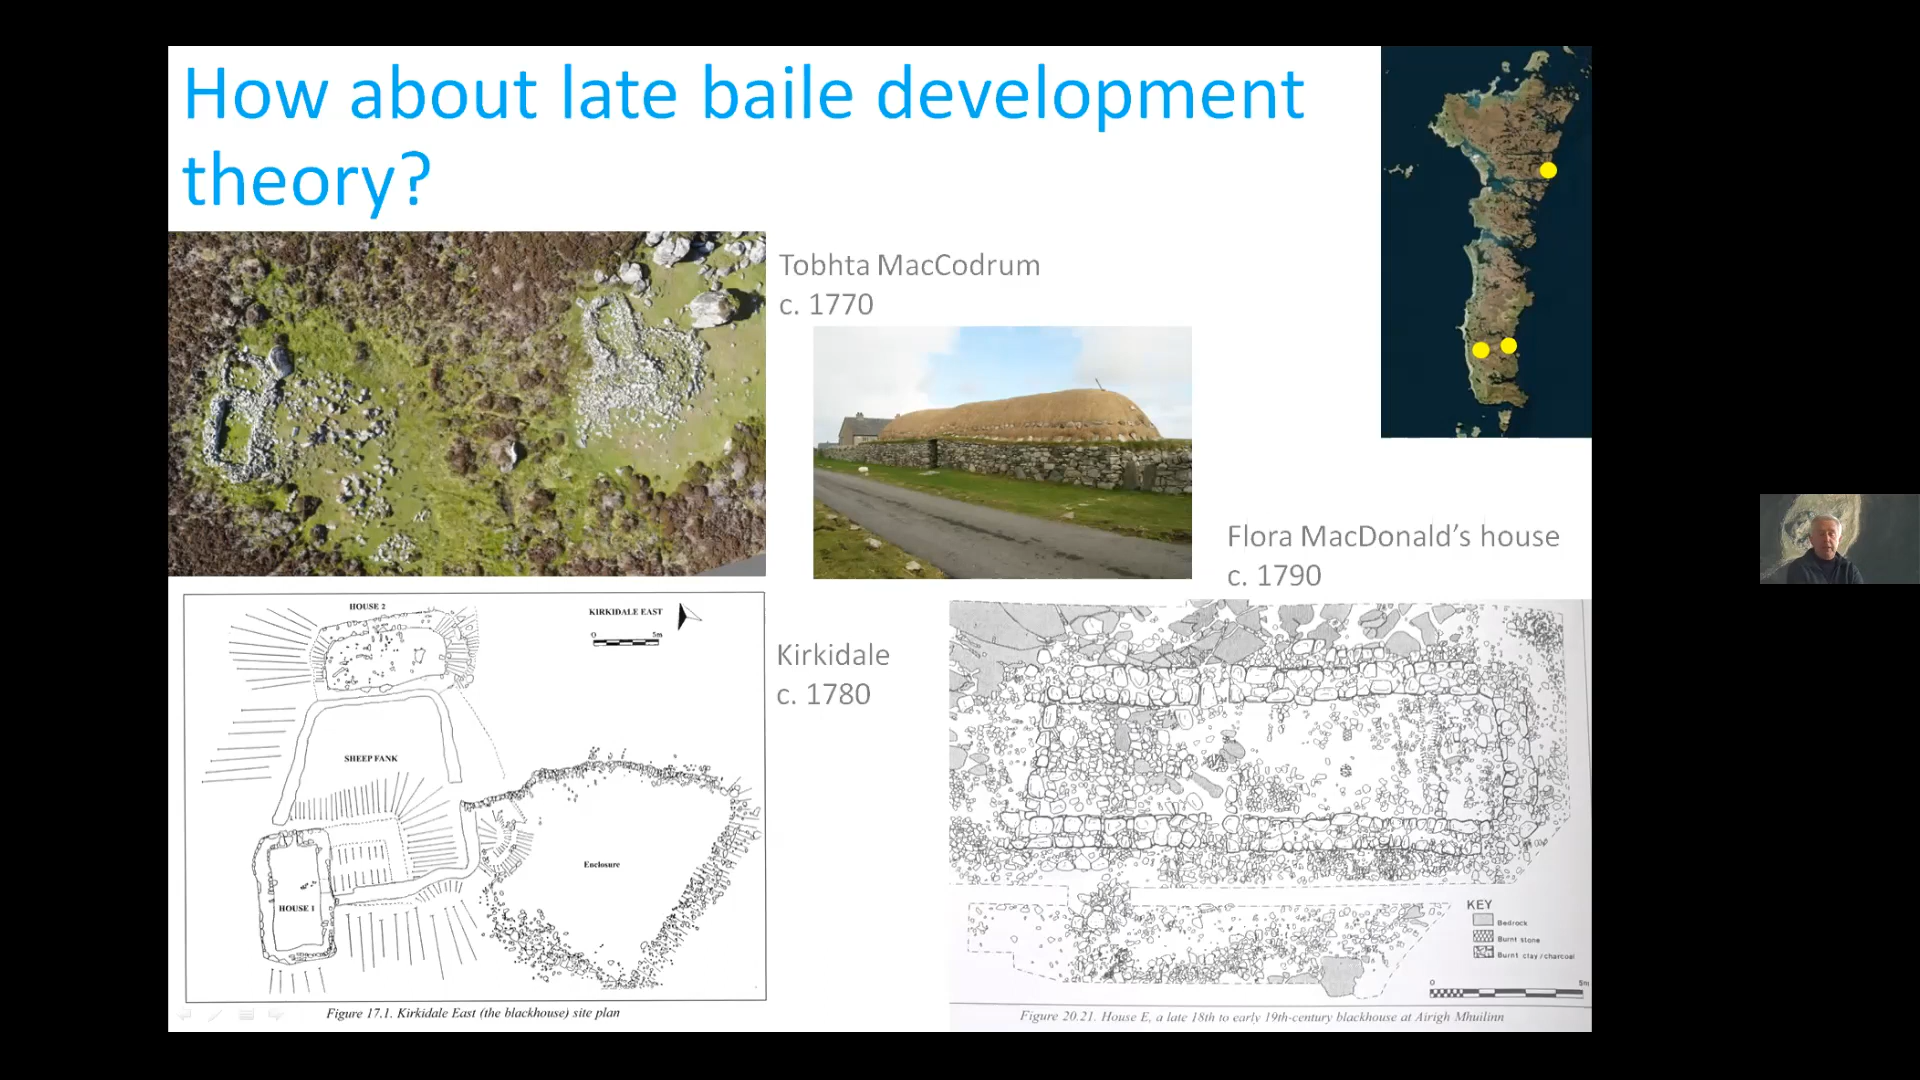 How about late baile development
theory?
Tobhta MacCodrum
c. 1770
Flora MacDonald’s house
c. 1790
HOUSE 2
KIRKIDALE EAST
0 5m
Kirkidale
c. 1780
SHEEP FANK
Enclosure
HOUSE 1
KEY
Bedrock
Burnt stone
Burnt clay/charcoal
0 5m
Figure 17.1. Kirkidale East (the blackhouse) site plan
Figure 20.21. House E, a late 18th to early 19th-century blackhouse at Airigh Mhuilinn